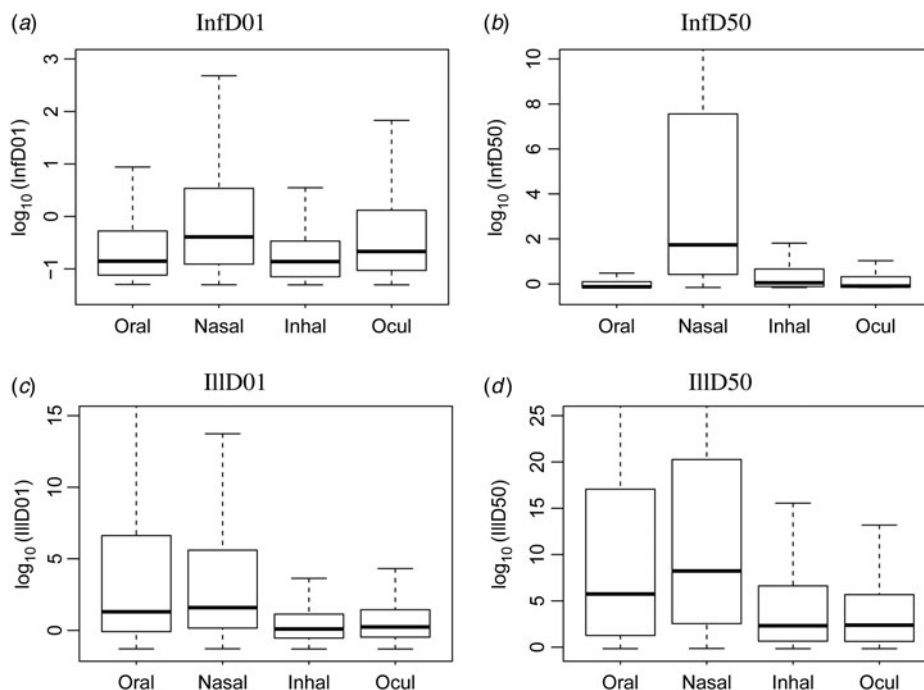 (a) InfD01
log10 (InfD01)
3
2
1
0
−1
Oral Nasal Inhal Ocul
(b) InfD50
log10 (InfD50)
10
8
6
4
2
0
Oral Nasal Inhal Ocul
(c) IllD01
log10 (IllD01)
15
10
5
0
Oral Nasal Inhal Ocul
(d) IllD50
log10 (IllD50)
25
20
15
10
5
0
Oral Nasal Inhal Ocul